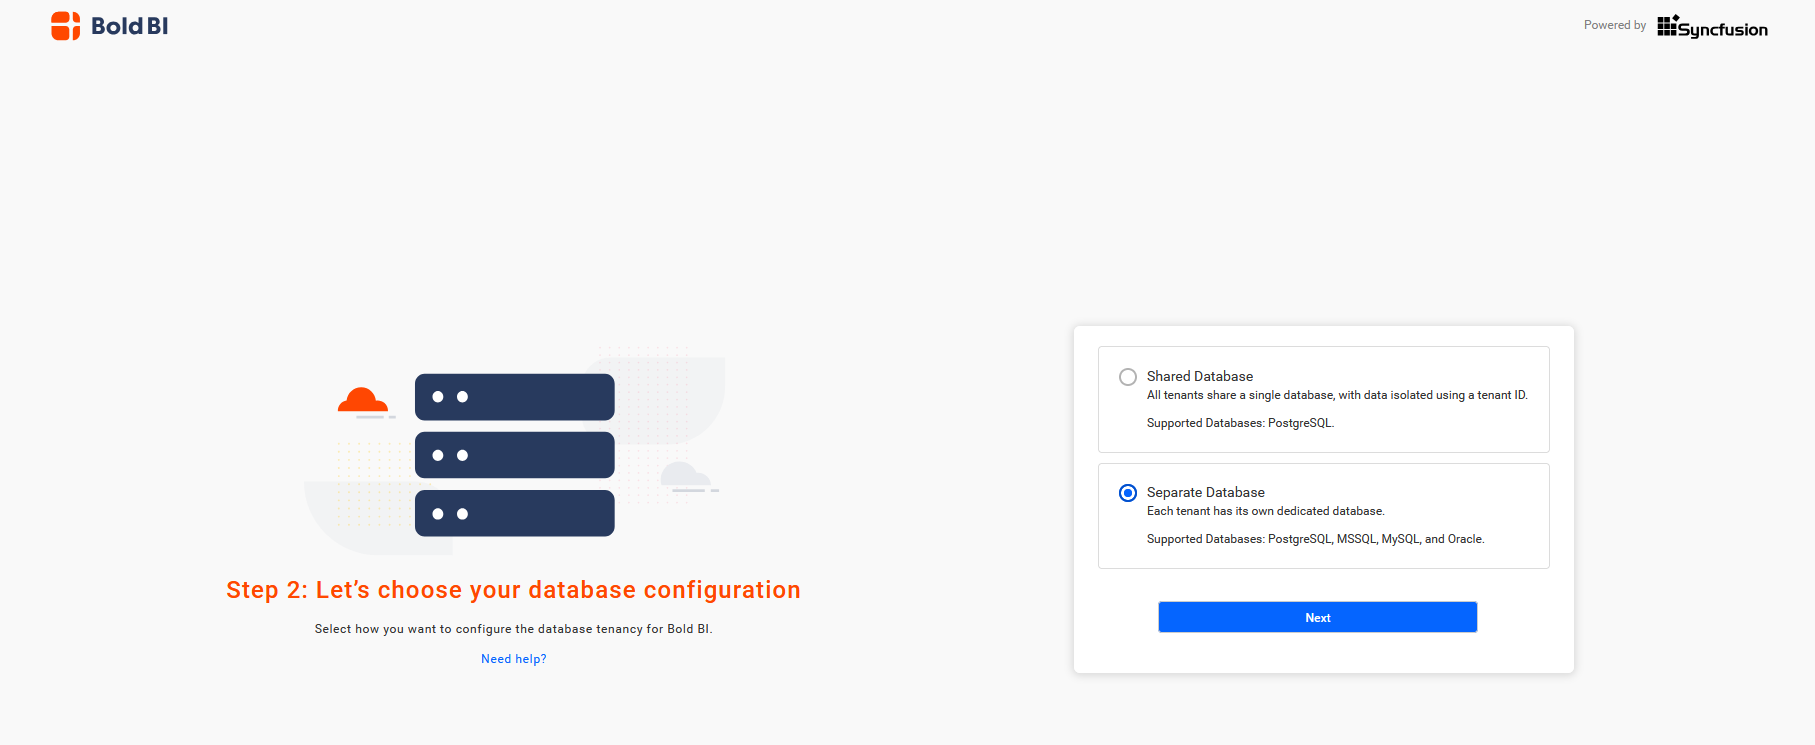 Bold BI
Powered by Syncfusion
Step 2: Let’s choose your database configuration
Select how you want to configure the database tenancy for Bold BI.
Need help?
Shared Database
All tenants share a single database, with data isolated using a tenant ID.
Supported Databases: PostgreSQL.
Separate Database
Each tenant has its own dedicated database.
Supported Databases: PostgreSQL, MSSQL, MySQL, and Oracle.
Next